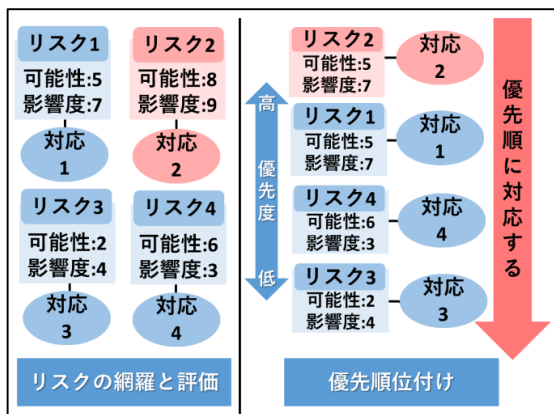 リスク1
可能性:5
影響度:7
対応
1
リスク2
可能性:8
影響度:9
対応
2
リスク3
可能性:2
影響度:4
対応
3
リスク4
可能性:6
影響度:3
対応
4
リスクの網羅と評価
高
優先度
低
リスク2
可能性:5
影響度:7
対応
2
リスク1
可能性:5
影響度:7
対応
1
リスク4
可能性:6
影響度:3
対応
4
リスク3
可能性:2
影響度:4
対応
3
優先順に対応する
優先順位付け